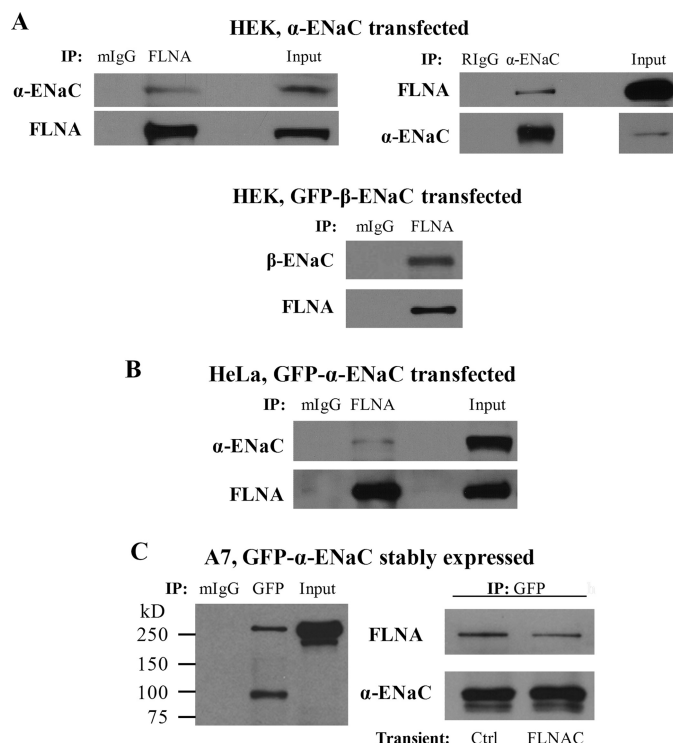 A
HEK, α-ENaC transfected
IP: mIgG FLNA Input
α-ENaC
FLNA
IP: RIgG α-ENaC Input
FLNA
α-ENaC
HEK, GFP-β-ENaC transfected
IP: mIgG FLNA
β-ENaC
FLNA
B
HeLa, GFP-α-ENaC transfected
IP: mIgG FLNA Input
α-ENaC
FLNA
C
A7, GFP-α-ENaC stably expressed
IP: mIgG GFP Input
kD
250
150
100
75
IP: GFP
FLNA
α-ENaC
Transient: Ctrl FLNAC